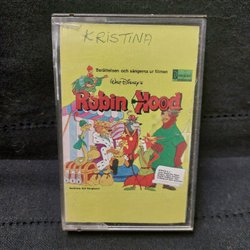 KRISTINA
Berättelsen och sångerna ur filmen
Walt Disney's
Robin Hood